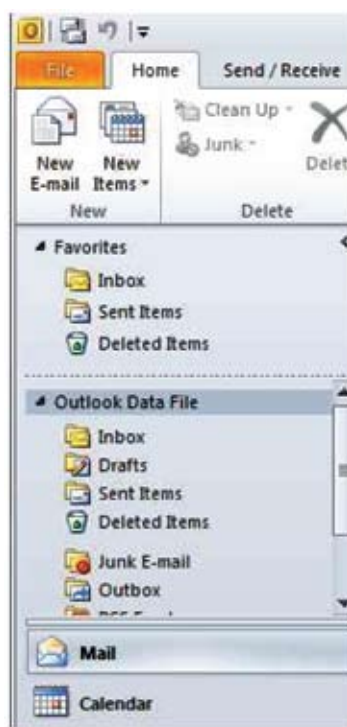 File Home Send / Receive
Clean Up
Junk
New New
E-mail Items
New Delete
Favorites
Inbox
Sent Items
Deleted Items
Outlook Data File
Inbox
Drafts
Sent Items
Deleted Items
Junk E-mail
Outbox
Mail
Calendar